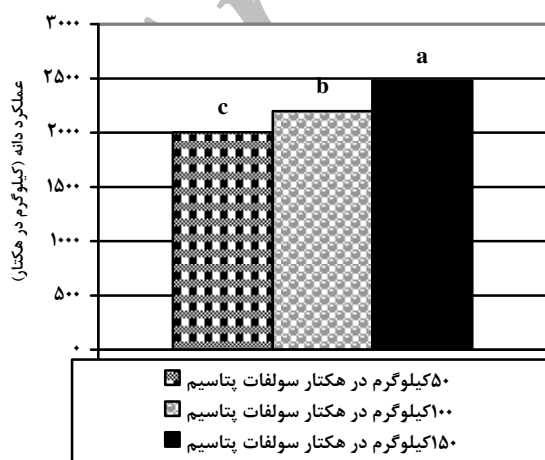 ۳۰۰۰
۲۵۰۰
۲۰۰۰
۱۵۰۰
۱۰۰۰
۵۰۰
۰
عملکرد دانه (کیلوگرم در هکتار)
c
b
a
۵۰کیلوگرم در هکتار سولفات پتاسیم
۱۰۰کیلوگرم در هکتار سولفات پتاسیم
۱۵۰کیلوگرم در هکتار سولفات پتاسیم